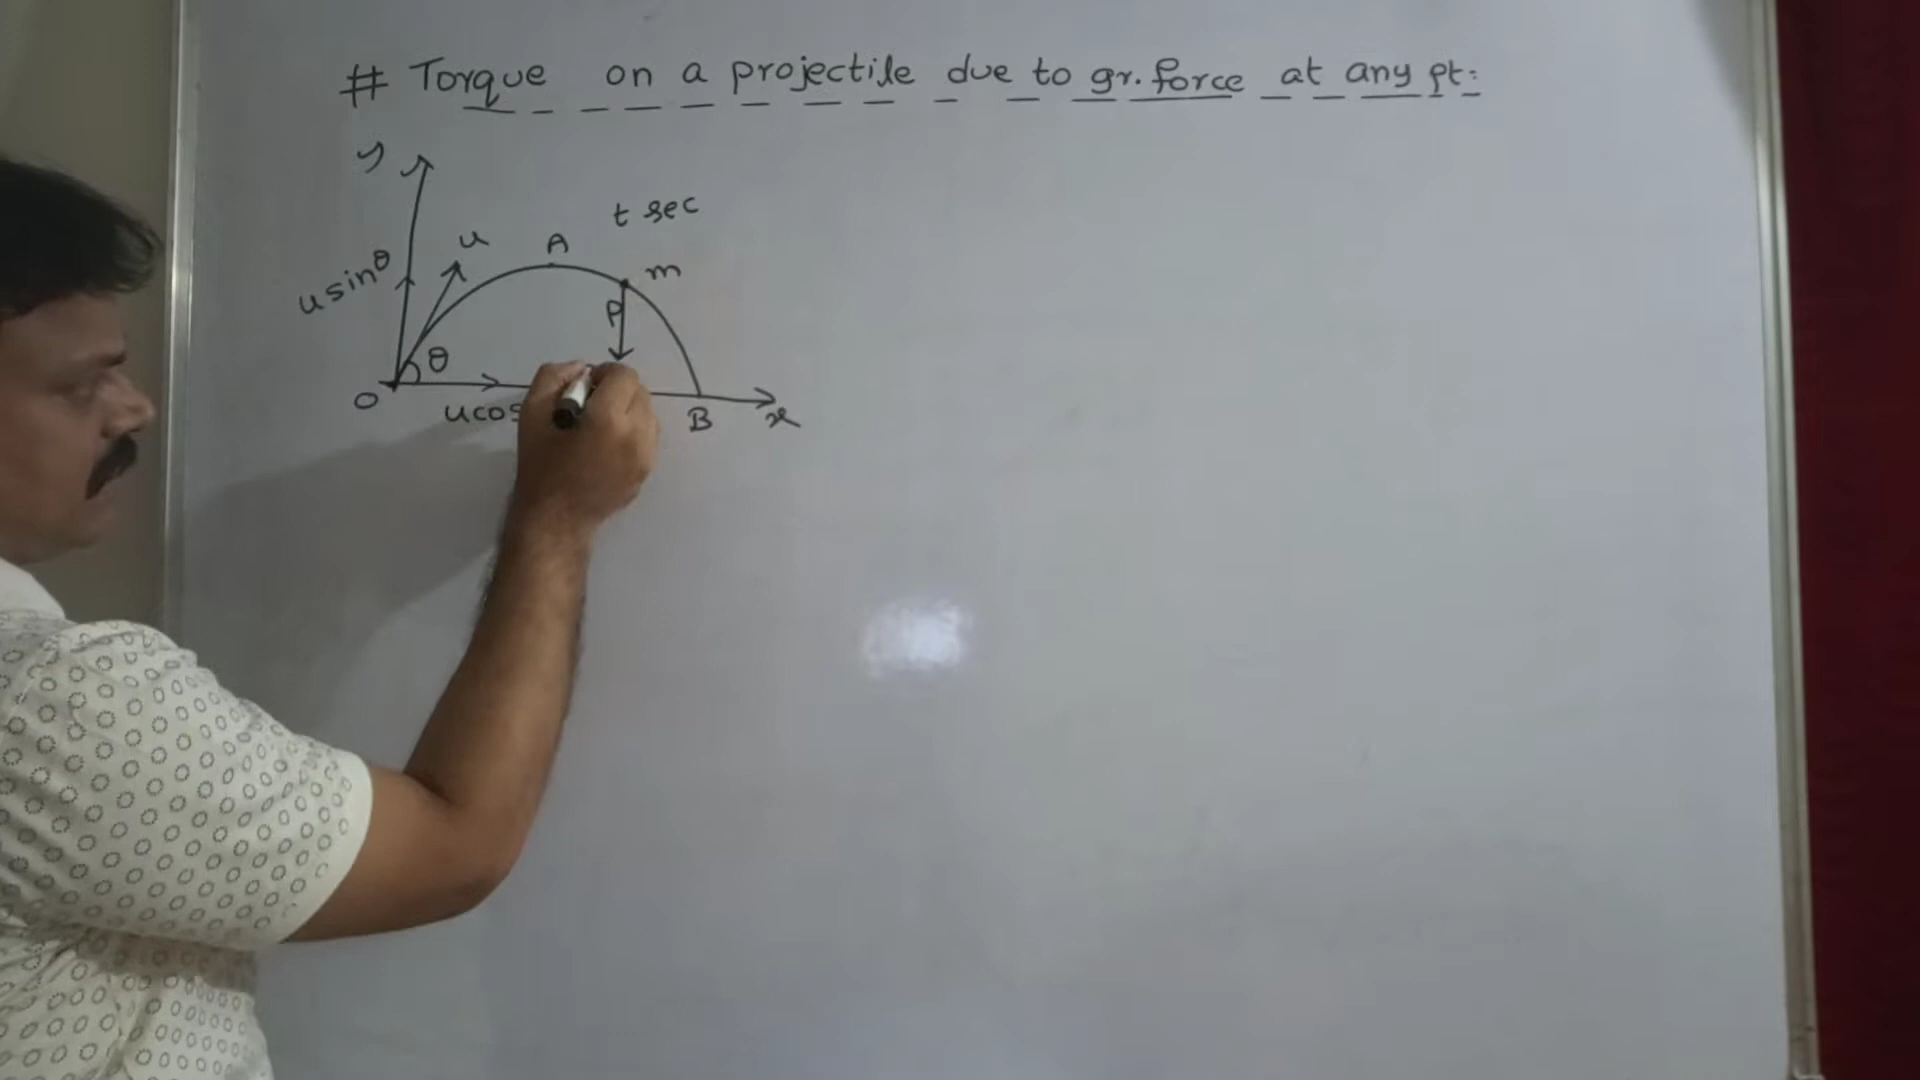 # Torque on a projectile due to gr. force at any pt:
y
t sec
u
A
usinθ
m
P
θ
O
ucos
B
x